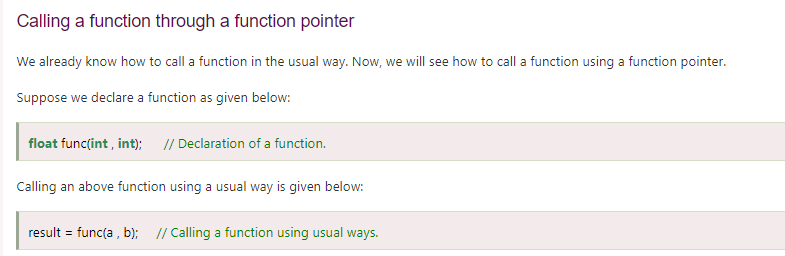 Calling a function through a function pointer
We already know how to call a function in the usual way. Now, we will see how to call a function using a function pointer.
Suppose we declare a function as given below:
float func(int , int);      // Declaration of a function.
Calling an above function using a usual way is given below:
result = func(a , b);     // Calling a function using usual ways.